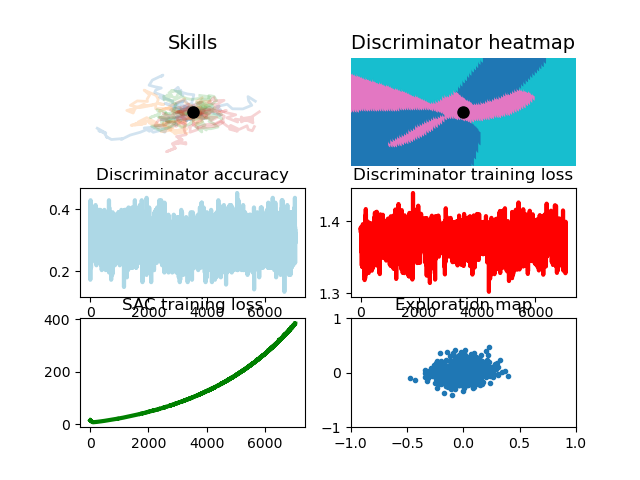 Skills
Discriminator heatmap
Discriminator accuracy
0.4
0.2
0 2000 4000 6000
Discriminator training loss
1.4
1.3
0 2000 4000 6000
SAC training loss
400
200
0
0 2000 4000 6000
Exploration map
1
0
−1
−1.0 −0.5 0.0 0.5 1.0